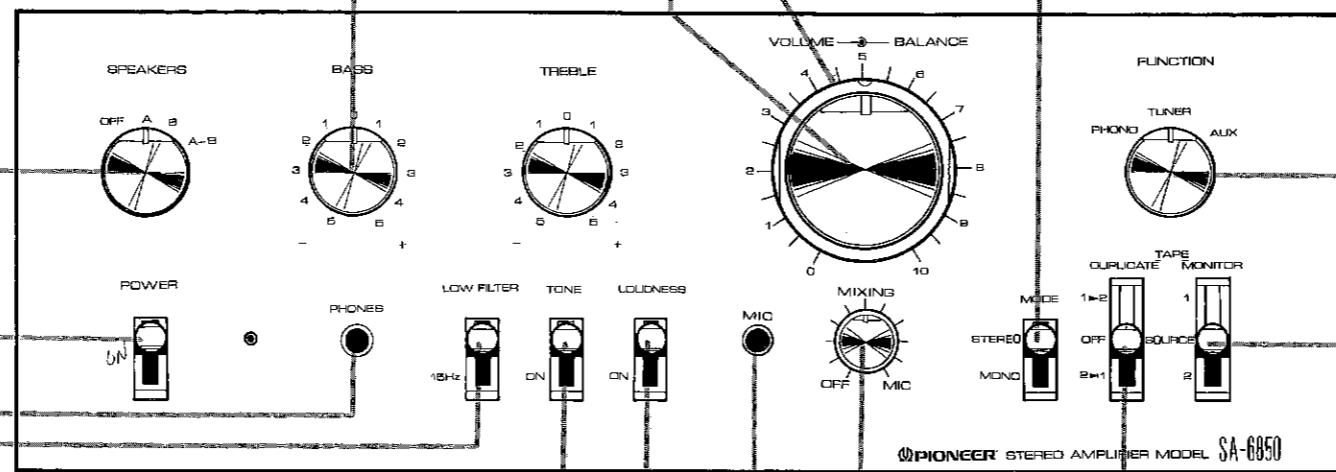 VOLUME BALANCE
SPEAKERS BASS TREBLE FUNCTION
OFF A B A-B
0 1 2 3 4 5 1 2 3 4 5 - +
0 1 2 3 4 5 1 2 3 4 5 - +
0 1 2 3 4 5 6 7 8 9 10
PHONO TUNER AUX
TAPE
DUPLICATE MONITOR
POWER
ON
PHONES
LOW FILTER TONE LOUDNESS
15Hz ON ON
MIC
MIXING
OFF MIC
MODE
STEREO
MONO
1►2
OFF
2►1
1
SOURCE
2
PIONEER STEREO AMPLIFIER MODEL SA-6850